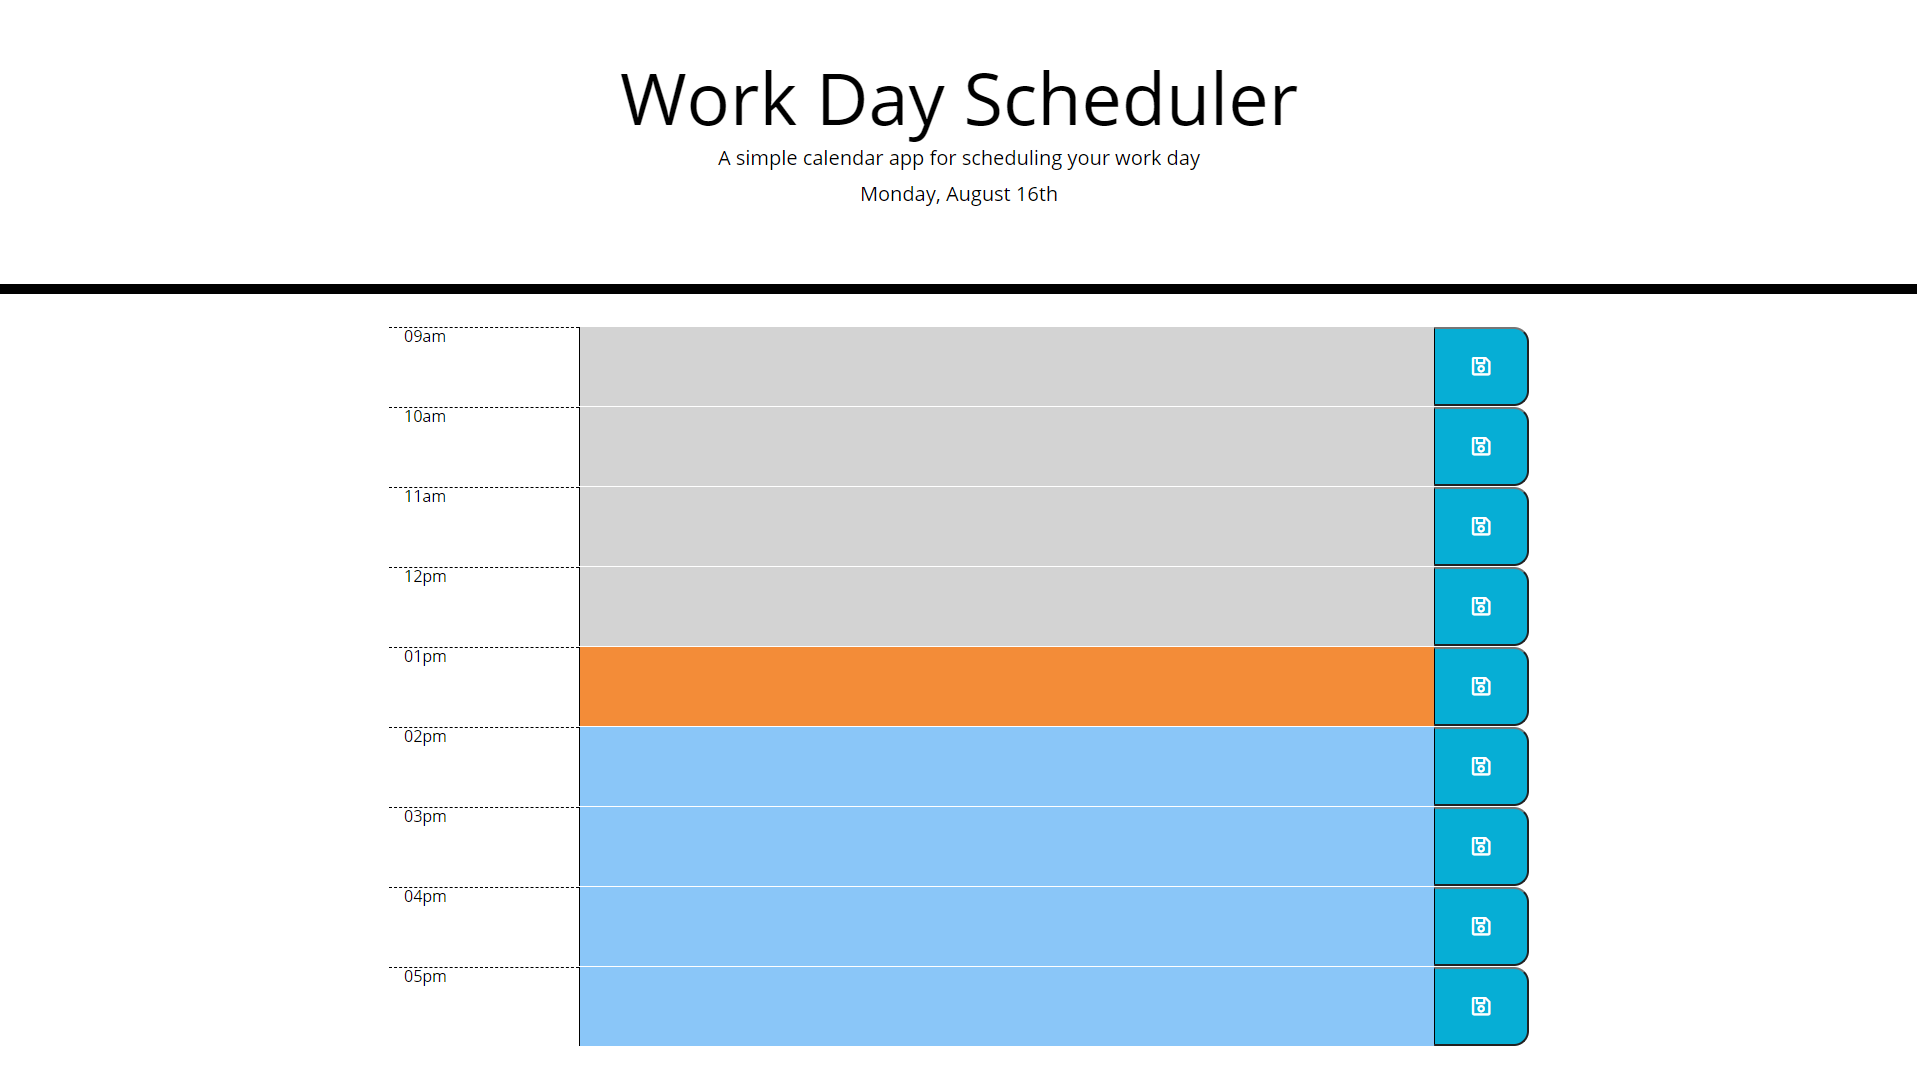 Work Day Scheduler
A simple calendar app for scheduling your work day
Monday, August 16th
09am
10am
11am
12pm
01pm
02pm
03pm
04pm
05pm